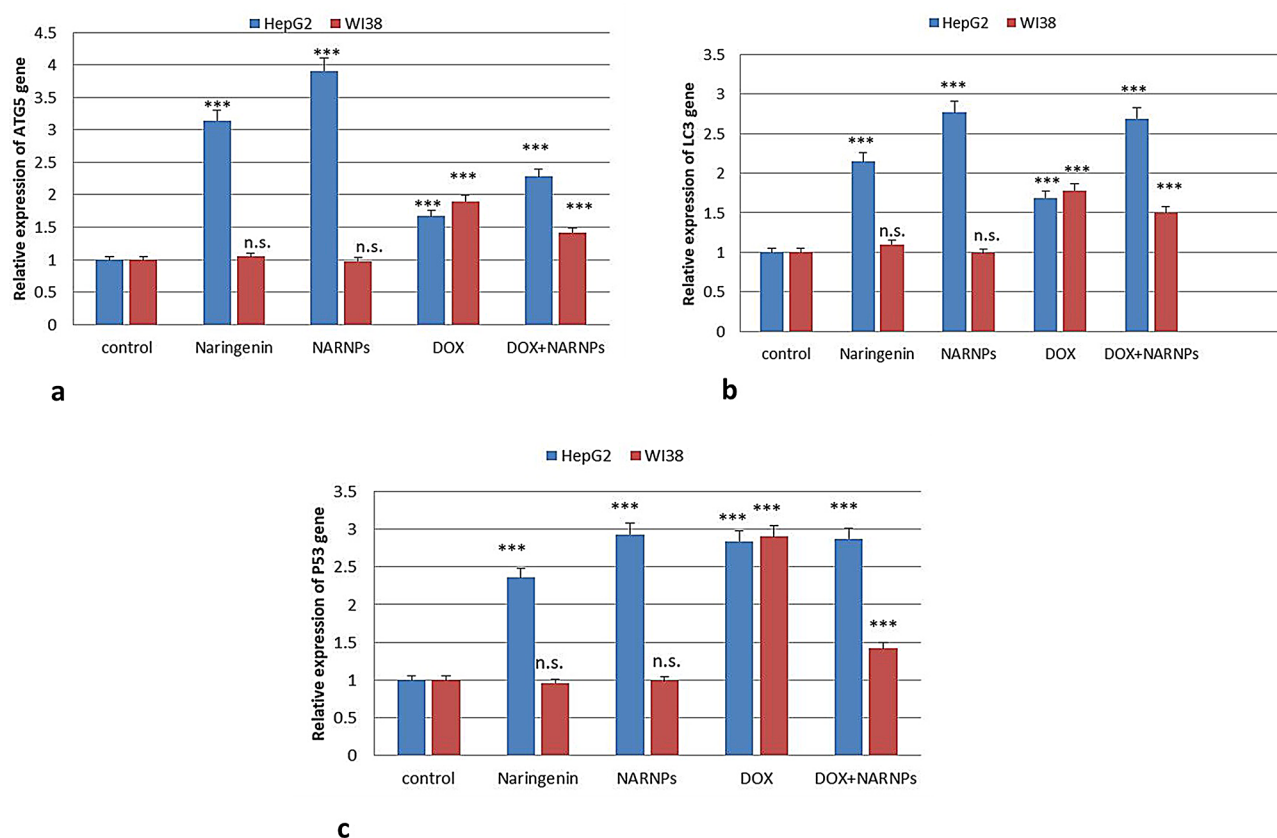 HepG2 WI38
Relative expression of ATG5 gene
4.5
4
3.5
3
2.5
2
1.5
1
0.5
0
*** *** *** *** *** ***
n.s. n.s.
control Naringenin NARNPs DOX DOX+NARNPs
a
HepG2 WI38
Relative expression of LC3 gene
3.5
3
2.5
2
1.5
1
0.5
0
*** *** *** *** *** ***
n.s. n.s.
control Naringenin NARNPs DOX DOX+NARNPs
b
HepG2 WI38
Relative expression of P53 gene
3.5
3
2.5
2
1.5
1
0.5
0
*** *** *** *** *** ***
n.s. n.s.
control Naringenin NARNPs DOX DOX+NARNPs
c